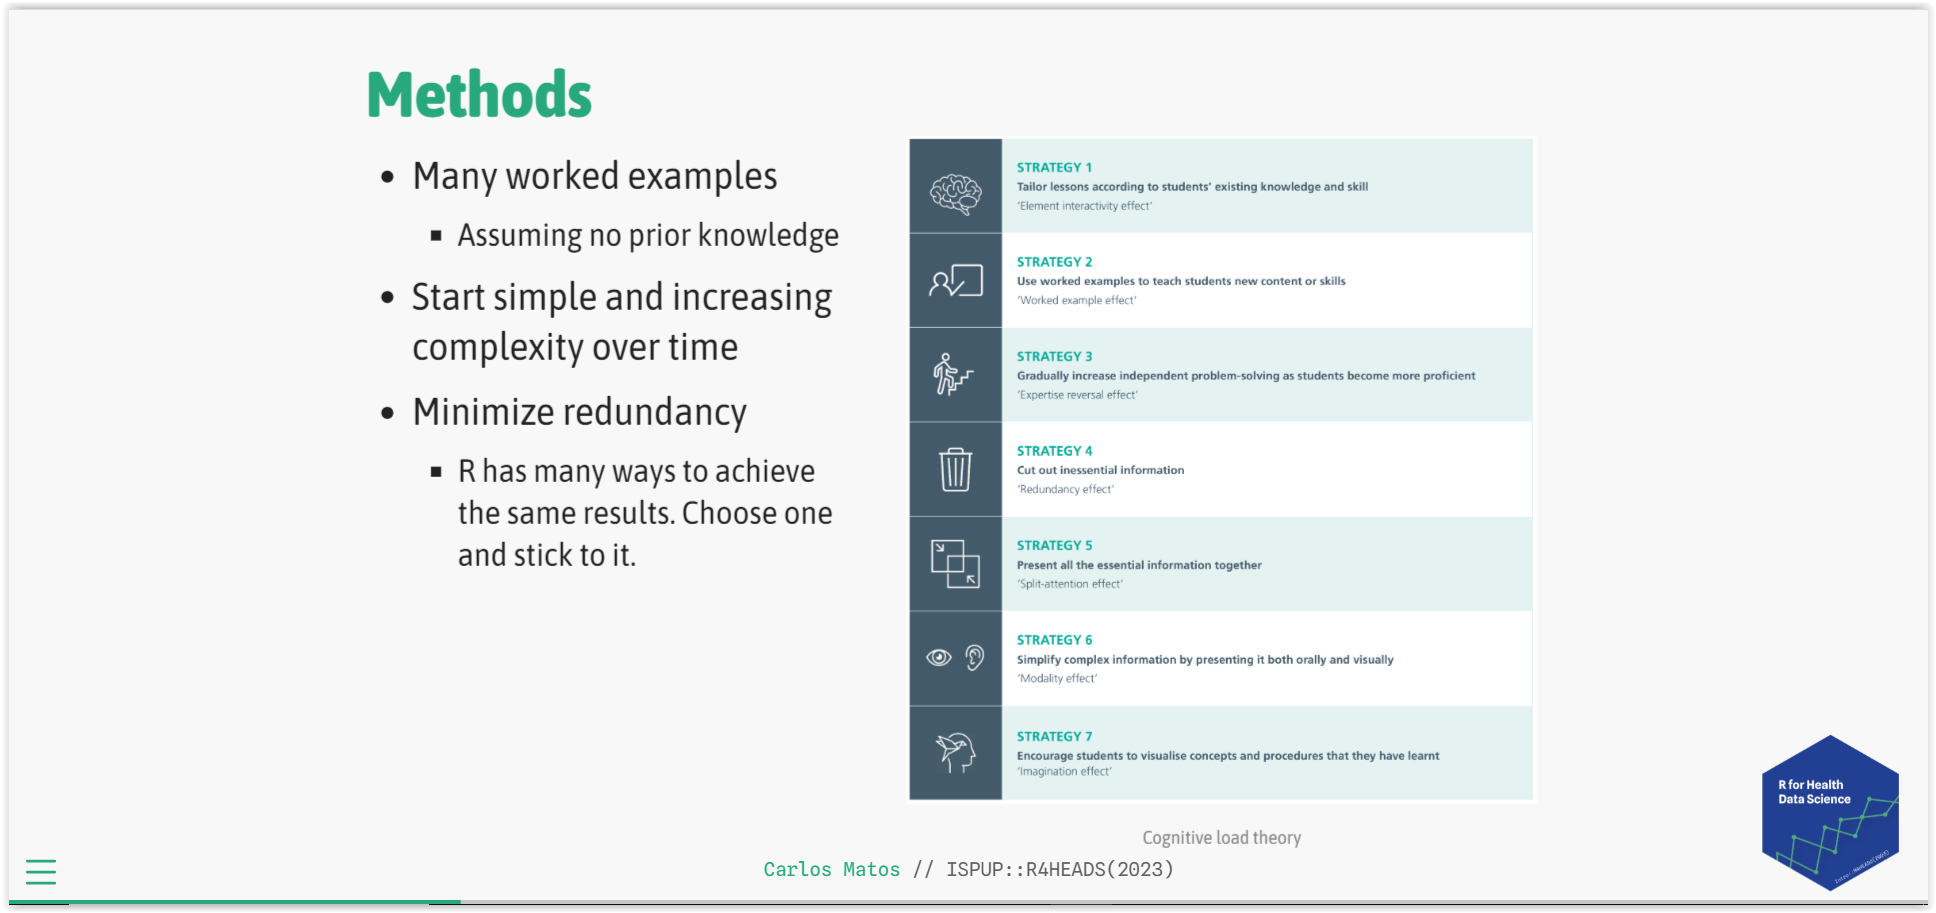 Methods
Many worked examples
Assuming no prior knowledge
Start simple and increasing
complexity over time
Minimize redundancy
R has many ways to achieve
the same results. Choose one
and stick to it.
STRATEGY 1
Tailor lessons according to students' existing knowledge and skill
'Element interactivity effect'
STRATEGY 2
Use worked examples to teach students new content or skills
'Worked example effect'
STRATEGY 3
Gradually increase independent problem-solving as students become more proficient
'Expertise reversal effect'
STRATEGY 4
Cut out inessential information
'Redundancy effect'
STRATEGY 5
Present all the essential information together
'Split-attention effect'
STRATEGY 6
Simplify complex information by presenting it both orally and visually
'Modality effect'
STRATEGY 7
Encourage students to visualise concepts and procedures that they have learnt
'Imagination effect'
Cognitive load theory
Carlos Matos // ISPUP::R4HEADS(2023)
R for Health
Data Science